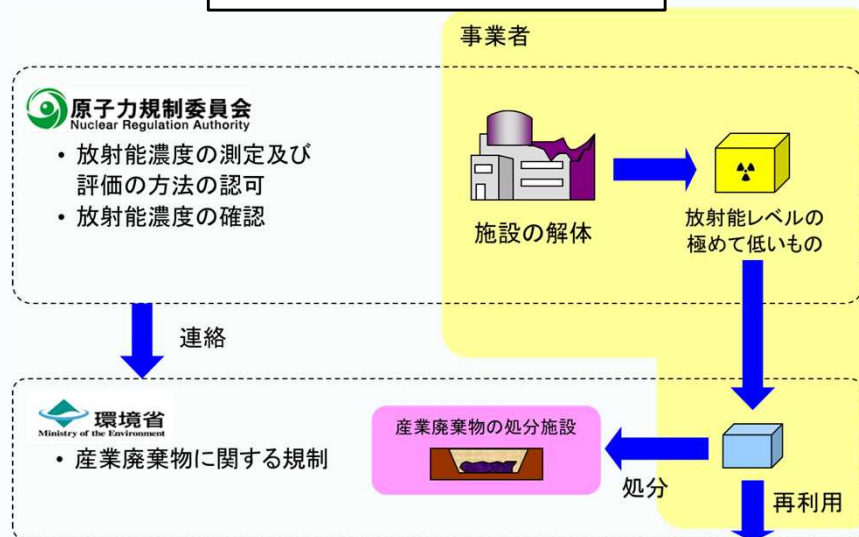 事業者
原子力規制委員会
Nuclear Regulation Authority
・ 放射能濃度の測定及び
評価の方法の認可
・ 放射能濃度の確認
施設の解体
放射能レベルの
極めて低いもの
連絡
環境省
Ministry of the Environment
・ 産業廃棄物に関する規制
産業廃棄物の処分施設
処分
再利用